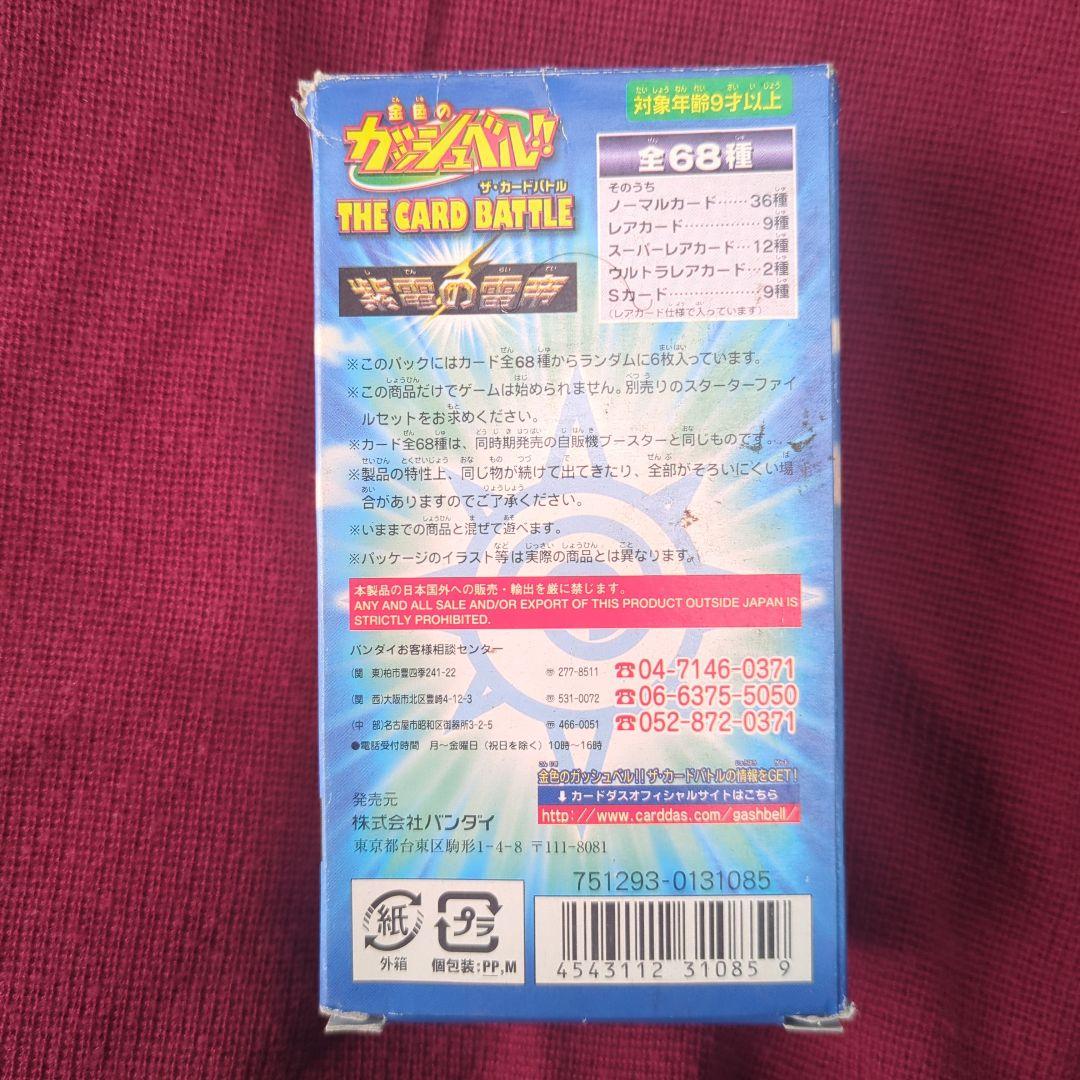 金色の
ガッシュベル!!
ザ・カードバトル
THE CARD BATTLE
紫電の雷帝
対象年齢9才以上
全68種
そのうち
ノーマルカード……36種
レアカード……………9種
スーパーレアカード…12種
ウルトラレアカード…2種
Sカード………………9種
(レアカード仕様で入っています)
※このパックにはカード全68種からランダムに6枚入っています。
※この商品だけでゲームは始められません。別売りのスターターファイ
ルセットをお求めください。
※カード全68種は、同時期発売の自販機ブースターと同じものです。
※製品の特性上、同じ物が続けて出てきたり、全部がそろいにくい場
合がありますのでご了承ください。
※いままでの商品と混ぜて遊べます。
※パッケージのイラスト等は実際の商品とは異なります。
本製品の日本国外への販売・輸出を厳に禁じます。
ANY AND ALL SALE AND/OR EXPORT OF THIS PRODUCT OUTSIDE JAPAN IS
STRICTLY PROHIBITED.
バンダイお客様相談センター
(関 東)柏市豊四季241-22 〠277-8511 ☎04-7146-0371
(関 西)大阪市北区豊崎4-12-3 〠531-0072 ☎06-6375-5050
(中 部)名古屋市昭和区御器所3-2-5 〠466-0051 ☎052-872-0371
●電話受付時間 月〜金曜日(祝日を除く)10時〜16時
金色のガッシュベル!!ザ・カードバトルの情報をGET!
⬇カードダスオフィシャルサイトはこちら
http://www.carddas.com/gashbell/
発売元
株式会社バンダイ
東京都台東区駒形1-4-8 〒111-8081
751293-0131085
紙
外箱
プラ
個包装:PP,M
4543112 31085 9